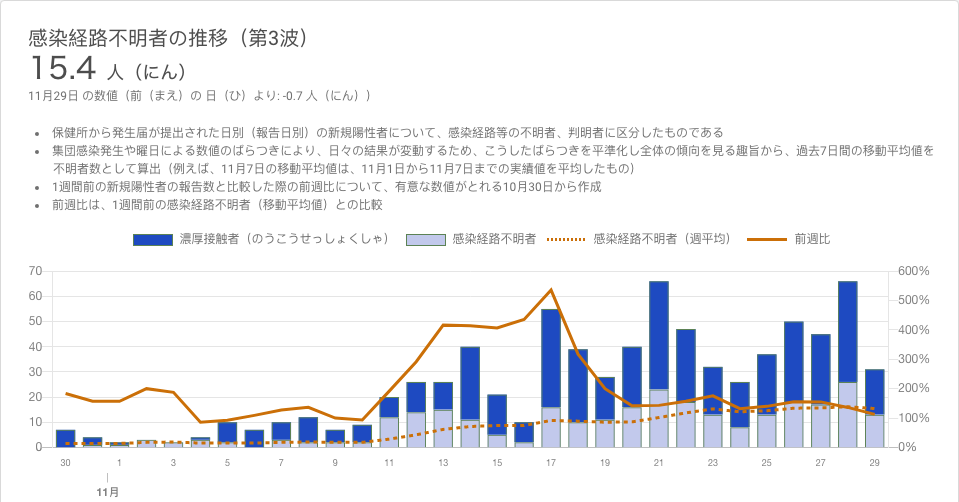 感染経路不明者の推移（第3波）
15.4 人（にん）
11月29日 の数値（前（まえ）の 日（ひ）より: -0.7 人（にん））
• 保健所から発生届が提出された日別（報告日別）の新規陽性者について、感染経路等の不明者、判明者に区分したものである
• 集団感染発生や曜日による数値のばらつきにより、日々の結果が変動するため、こうしたばらつきを平準化し全体の傾向を見る趣旨から、過去7日間の移動平均値を
不明者数として算出（例えば、11月7日の移動平均値は、11月1日から11月7日までの実績値を平均したもの）
• 1週間前の新規陽性者の報告数と比較した際の前週比について、有意な数値がとれる10月30日から作成
• 前週比は、1週間前の感染経路不明者（移動平均値）との比較
濃厚接触者（のうこうせっしょくしゃ） 感染経路不明者 感染経路不明者（週平均） 前週比
70 600%
60 500%
50 400%
40 300%
30 200%
20 100%
10 0%
0
30 1 3 5 7 9 11 13 15 17 19 21 23 25 27 29
11月